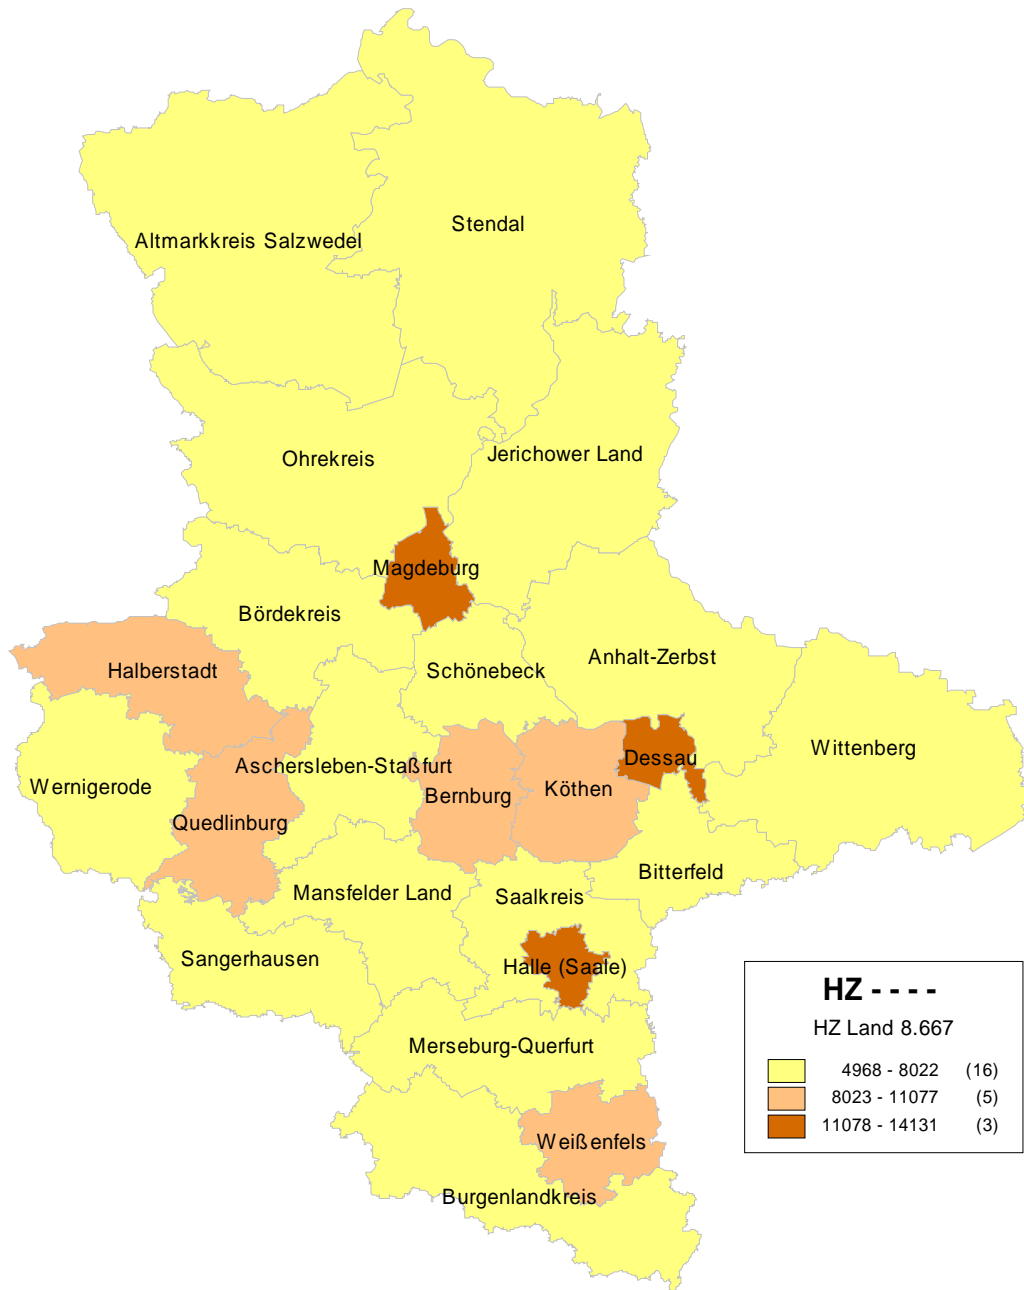 Stendal
Altmarkkreis Salzwedel
Jerichower Land
Ohrekreis
Magdeburg
Bördekreis
Anhalt-Zerbst
Halberstadt
Schönebeck
Wittenberg
Dessau
Aschersleben-Staßfurt
Wernigerode
Köthen
Bernburg
Quedlinburg
Bitterfeld
Mansfelder Land
Saalkreis
Sangerhausen
Halle (Saale)
Merseburg-Querfurt
Weißenfels
Burgenlandkreis
HZ - - - -
HZ Land 8.667
4968 - 8022 (16)
8023 - 11077 (5)
11078 - 14131 (3)